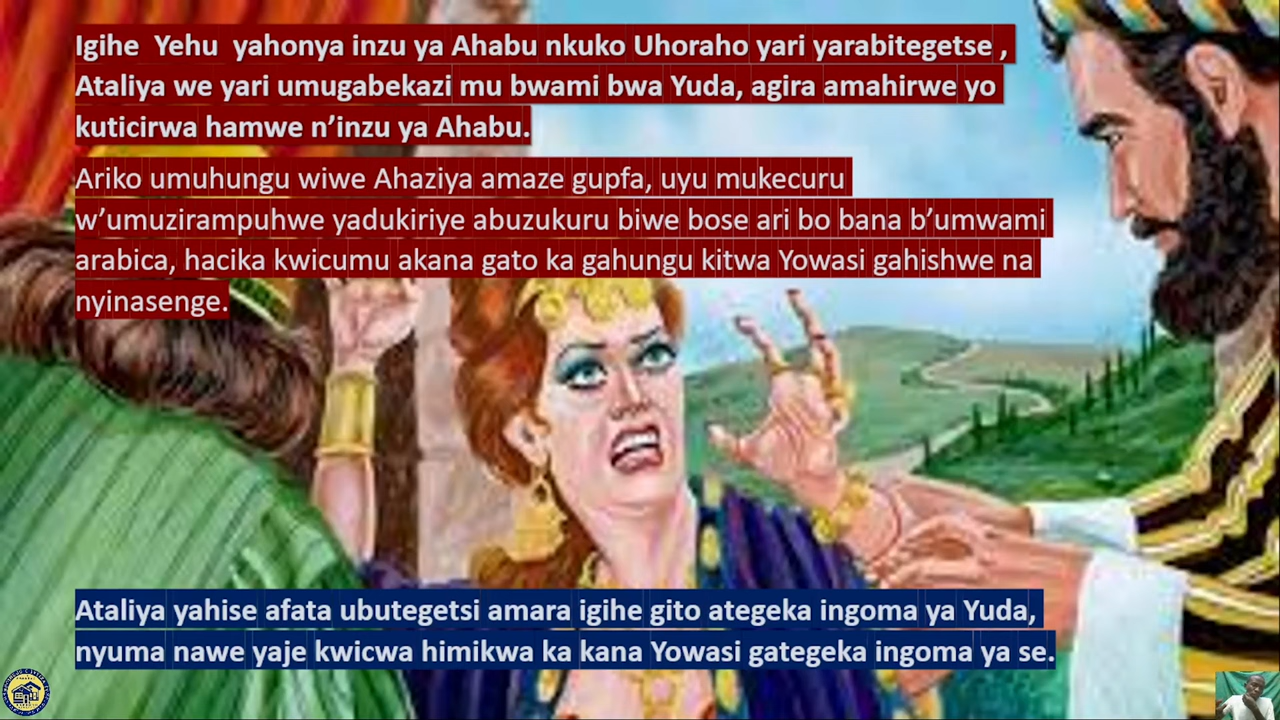 Igihe  Yehu  yahonya inzu ya Ahabu nkuko Uhoraho yari yarabitegetse ,
Ataliya we yari umugabekazi mu bwami bwa Yuda, agira amahirwe yo
kuticirwa hamwe n’inzu ya Ahabu.
Ariko umuhungu wiwe Ahaziya amaze gupfa, uyu mukecuru
w’umuzirampuhwe yadukiriye abuzukuru biwe bose ari bo bana b’umwami
arabica, hacika kwicumu akana gato ka gahungu kitwa Yowasi gahishwe na
nyinasenge.
Ataliya yahise afata ubutegetsi amara igihe gito ategeka ingoma ya Yuda,
nyuma nawe yaje kwicwa himikwa ka kana Yowasi gategeka ingoma ya se.